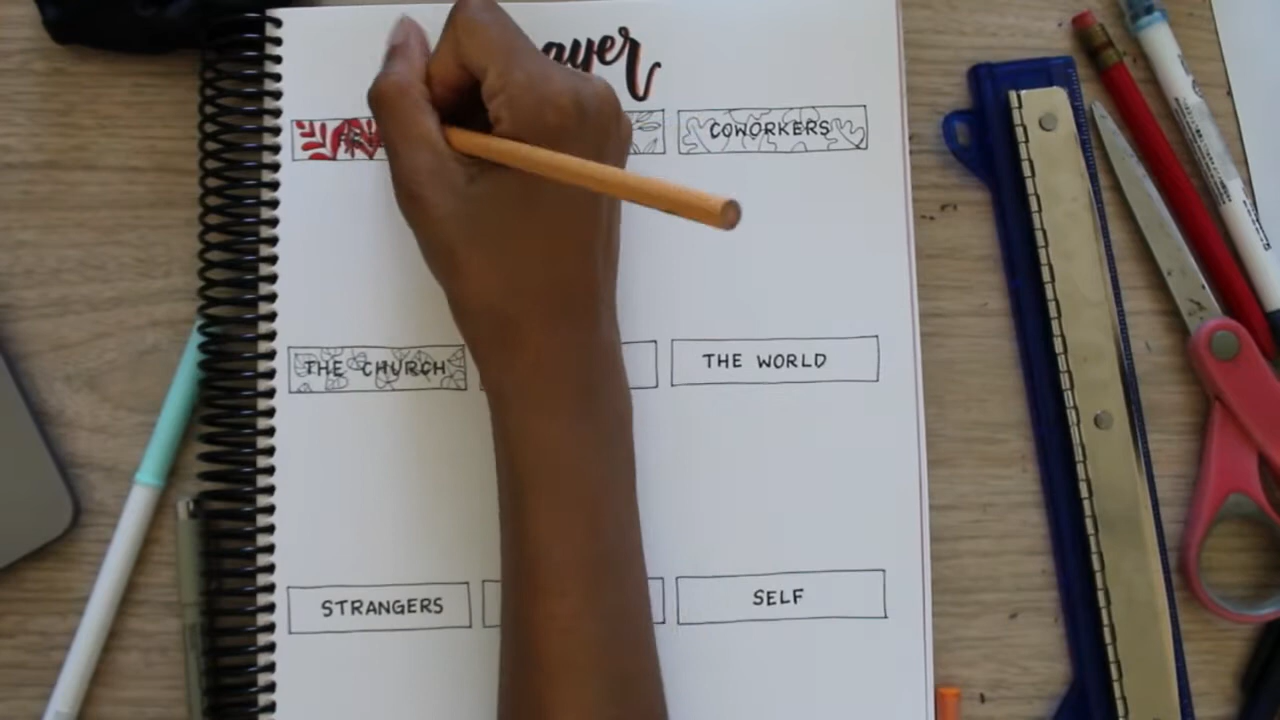 ayer
COWORKERS
THE CHURCH
THE WORLD
STRANGERS
SELF